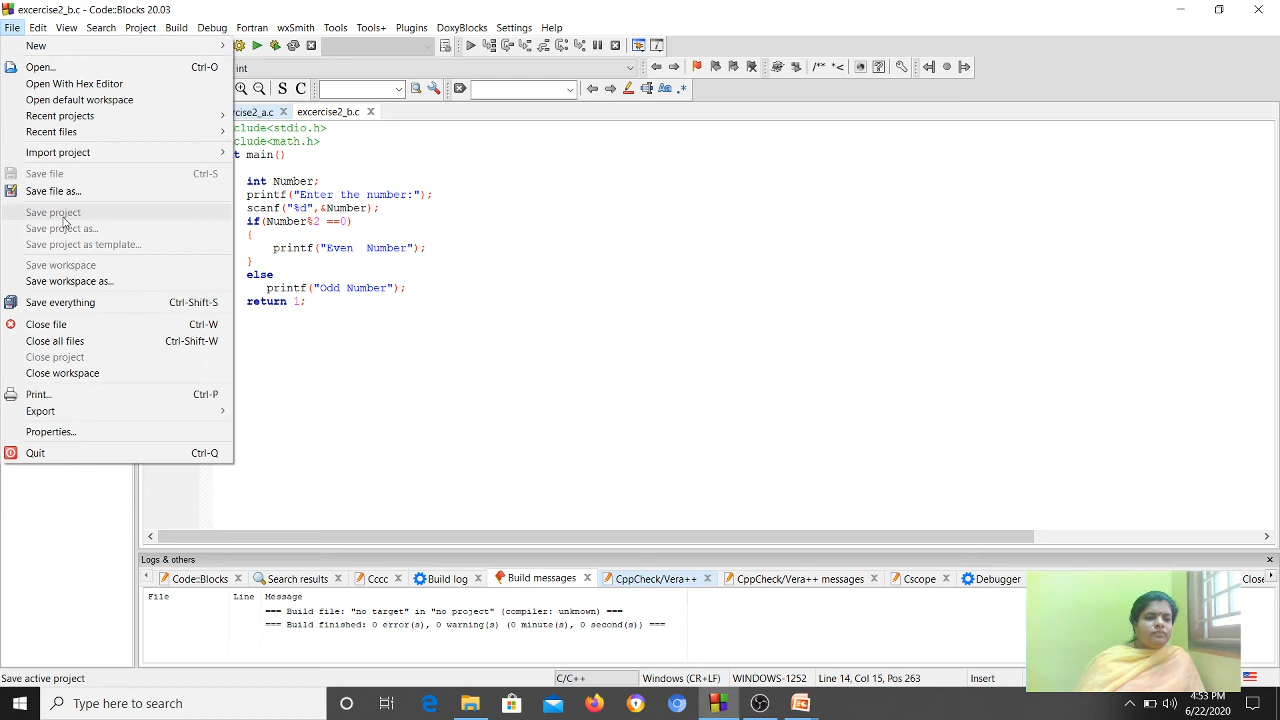 excercise2_b.c - Code::Blocks 20.03
File Edit View Search Project Build Debug Fortran wxSmith Tools Tools+ Plugins DoxyBlocks Settings Help
New
Open... Ctrl-O
int
/** *<
Open With Hex Editor
S C Aa .*
Open default workspace
Recent projects
rcise2_a.c excercise2_b.c
Recent files
clude<stdio.h>
clude<math.h>
Import project
t main()
Save file Ctrl-S
int Number;
Save file as...
printf("Enter the number:");
scanf("%d",&Number);
Save project
if(Number%2 ==0)
Save project as...
{
Save project as template...
printf("Even  Number");
}
Save workspace
else
Save workspace as...
printf("Odd Number");
Save everything Ctrl-Shift-S
return 1;
Close file Ctrl-W
Close all files Ctrl-Shift-W
Close project
Close workspace
Print... Ctrl-P
Export
Properties...
Quit Ctrl-Q
Logs & others
Code::Blocks Search results Cccc Build log Build messages CppCheck/Vera++ CppCheck/Vera++ messages Cscope Debugger Close
File Line Message
=== Build file: "no target" in "no project" (compiler: unknown) ===
=== Build finished: 0 error(s), 0 warning(s) (0 minute(s), 0 second(s)) ===
Save active project C/C++ Windows (CR+LF) WINDOWS-1252 Line 14, Col 15, Pos 263 Insert
Type here to search
4:53 PM
6/22/2020